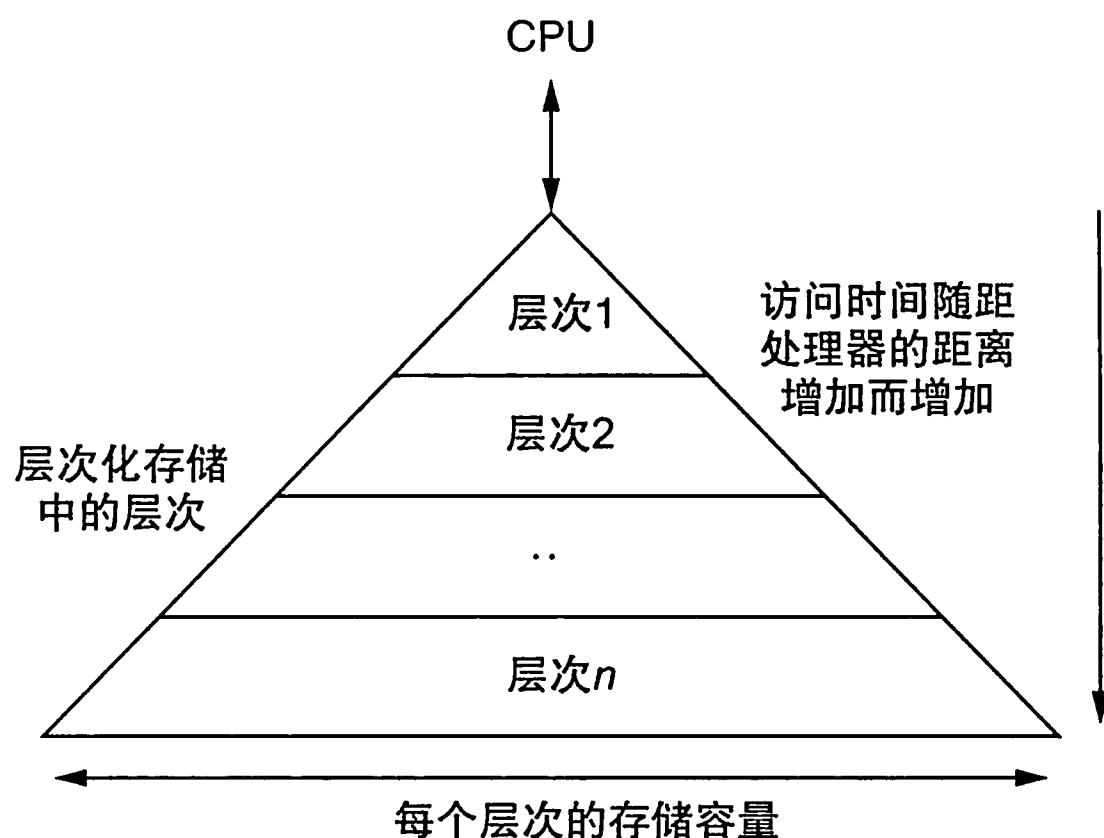 CPU
层次1
访问时间随距
处理器的距离
增加而增加
层次2
层次化存储
中的层次
..
层次n
每个层次的存储容量